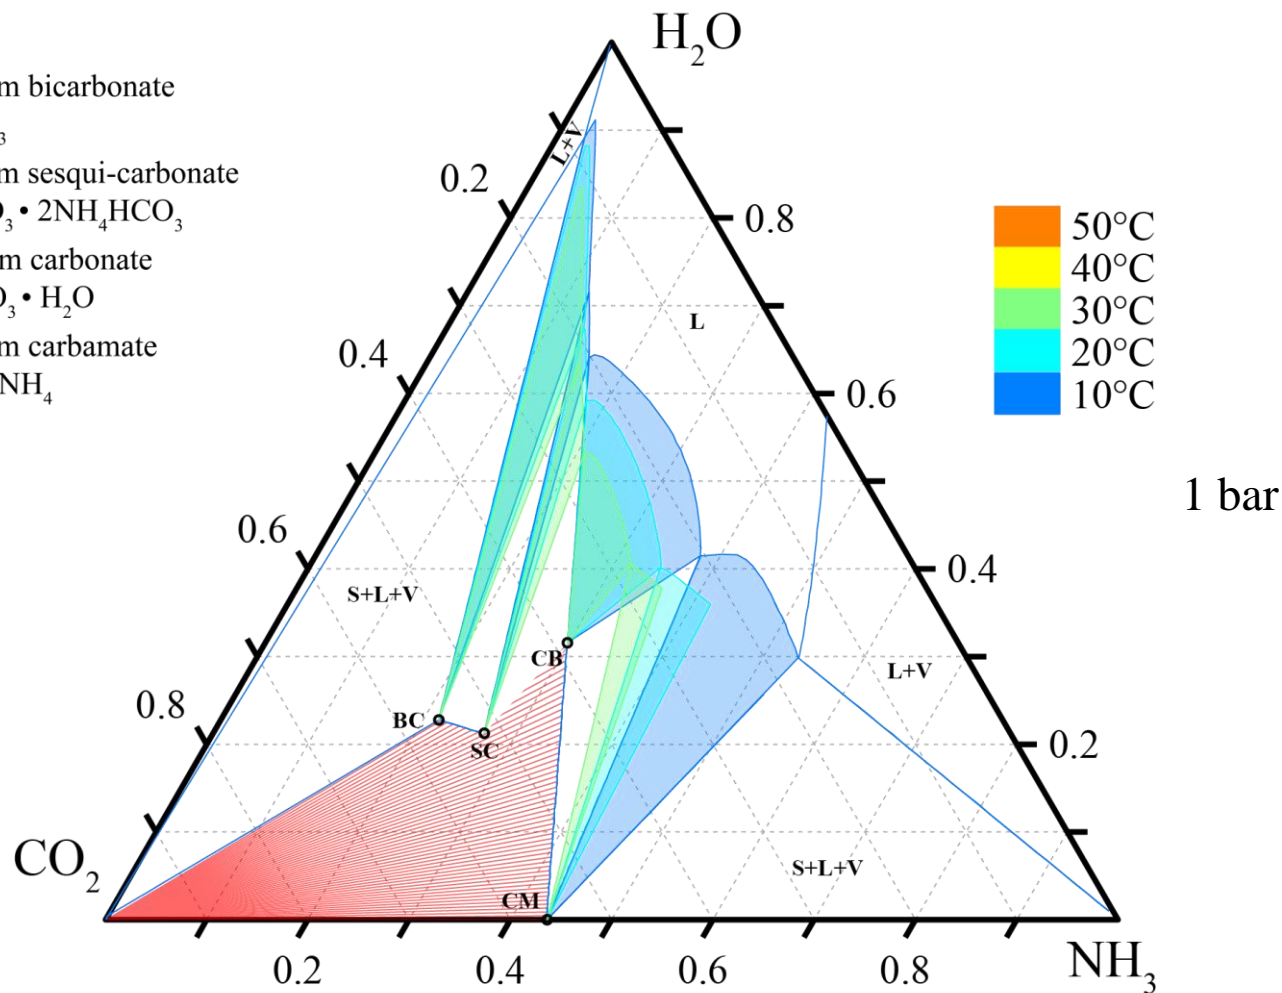 H₂O
m bicarbonate
₃
m sesqui-carbonate
O₃ • 2NH₄HCO₃
m carbonate
O₃ • H₂O
m carbamate
NH₄
L+V
0.2
0.4
0.6
0.8
0.8
0.6
0.4
0.2
L
S+L+V
L+V
S+L+V
CB
BC
SC
CM
50°C
40°C
30°C
20°C
10°C
1 bar
CO₂
NH₃
0.2
0.4
0.6
0.8